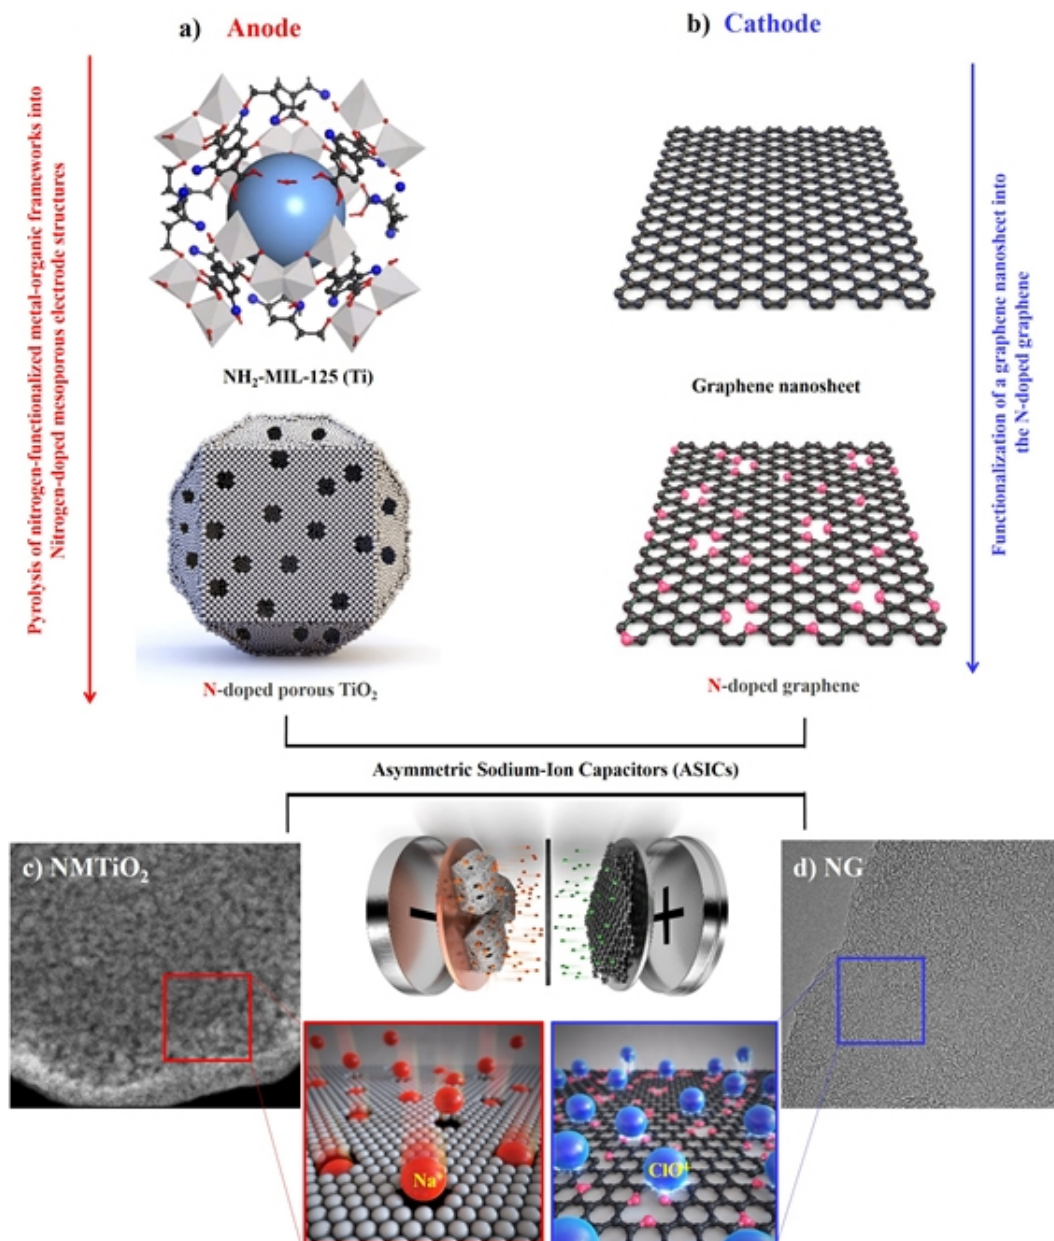 a) Anode
b) Cathode
Pyrolysis of nitrogen-functionalized metal-organic frameworks into
Nitrogen-doped mesoporous electrode structures
Functionalization of a graphene nanosheet into
the N-doped graphene
NH₂-MIL-125 (Ti)
Graphene nanosheet
N-doped porous TiO₂
N-doped graphene
Asymmetric Sodium-Ion Capacitors (ASICs)
c) NMTiO₂
d) NG
−
+
Na⁺